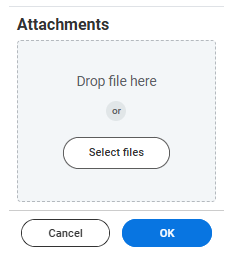 Attachments
Drop file here
or
Select files
Cancel OK